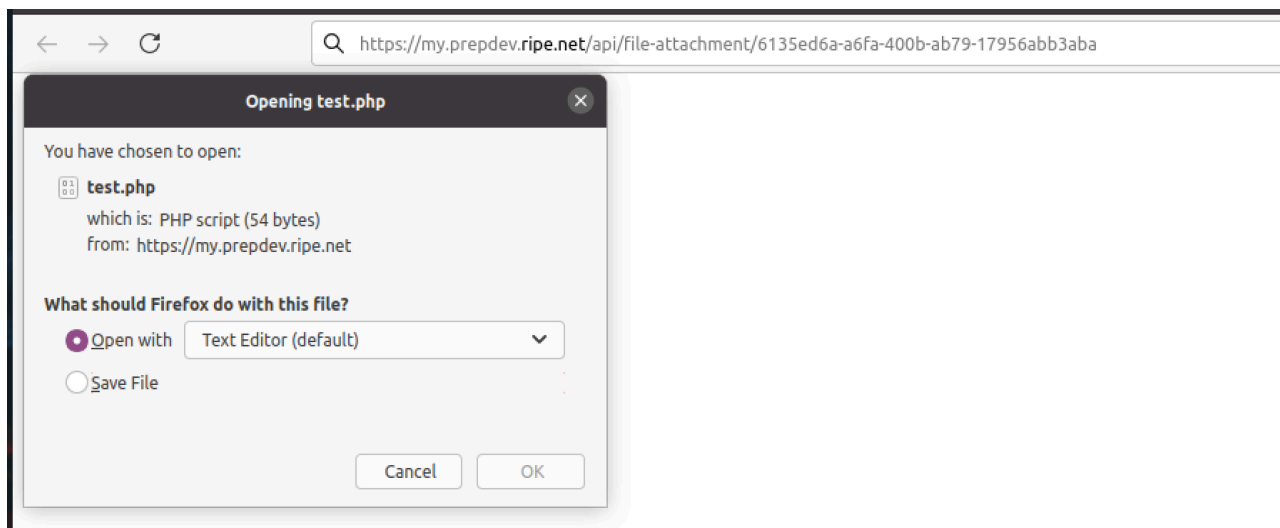 https://my.prepdev.ripe.net/api/file-attachment/6135ed6a-a6fa-400b-ab79-17956abb3aba
Opening test.php
You have chosen to open:
test.php
which is: PHP script (54 bytes)
from: https://my.prepdev.ripe.net
What should Firefox do with this file?
Open with Text Editor (default)
Save File
Cancel OK